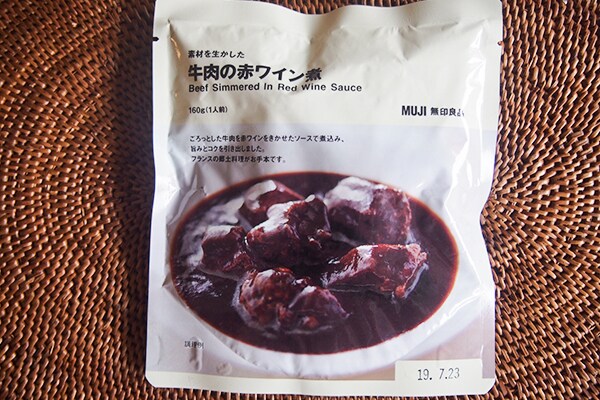 素材を生かした
牛肉の赤ワイン煮
Beef Simmered In Red Wine Sauce
160g(1人前)
MUJI 無印良品
ころっとした牛肉を赤ワインをきかせたソースで煮込み、
旨みとコクを引き出しました。
フランスの郷土料理がお手本です。
調理例
19. 7.23